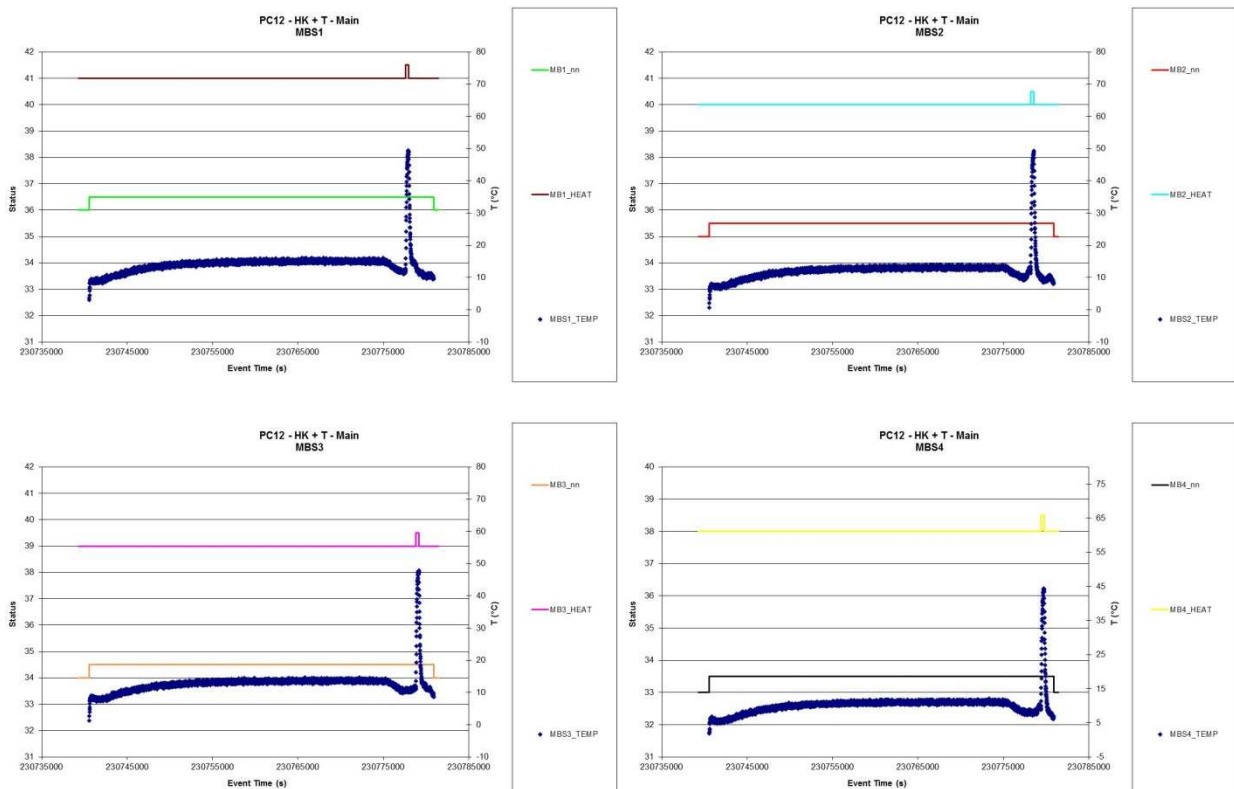 PC12 - HK + T - Main
MBS1
42
41
40
39
38
37
36
35
34
33
32
31
Status
80
70
60
50
40
30
20
10
0
-10
T (°C)
230735000 230745000 230755000 230765000 230775000 230785000
Event Time (s)
MB1_nn
MB1_HEAT
MBS1_TEMP
PC12 - HK + T - Main
MBS2
42
41
40
39
38
37
36
35
34
33
32
31
Status
80
70
60
50
40
30
20
10
0
-10
T (°C)
230735000 230745000 230755000 230765000 230775000 230785000
Event Time (s)
MB2_nn
MB2_HEAT
MBS2_TEMP
PC12 - HK + T - Main
MBS3
42
41
40
39
38
37
36
35
34
33
32
31
Status
80
70
60
50
40
30
20
10
0
-10
T (°C)
230735000 230745000 230755000 230765000 230775000 230785000
Event Time (s)
MB3_nn
MB3_HEAT
MBS3_TEMP
PC12 - HK + T - Main
MBS4
40
39
38
37
36
35
34
33
32
31
Status
75
65
55
45
35
25
15
5
-5
T (°C)
230735000 230745000 230755000 230765000 230775000 230785000
Event Time (s)
MB4_nn
MB4_HEAT
MBS4_TEMP